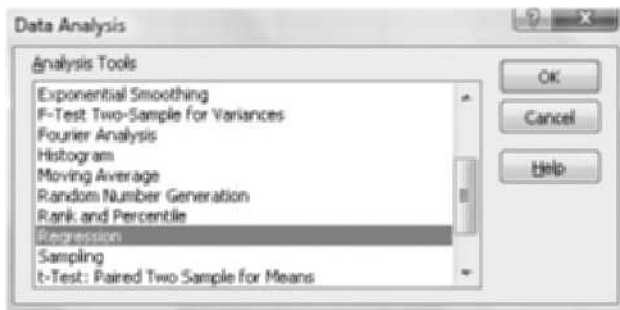 Data Analysis
Analysis Tools
Exponential Smoothing
F-Test Two-Sample for Variances
Fourier Analysis
Histogram
Moving Average
Random Number Generation
Rank and Percentile
Regression
Sampling
t-Test: Paired Two Sample for Means
OK
Cancel
Help